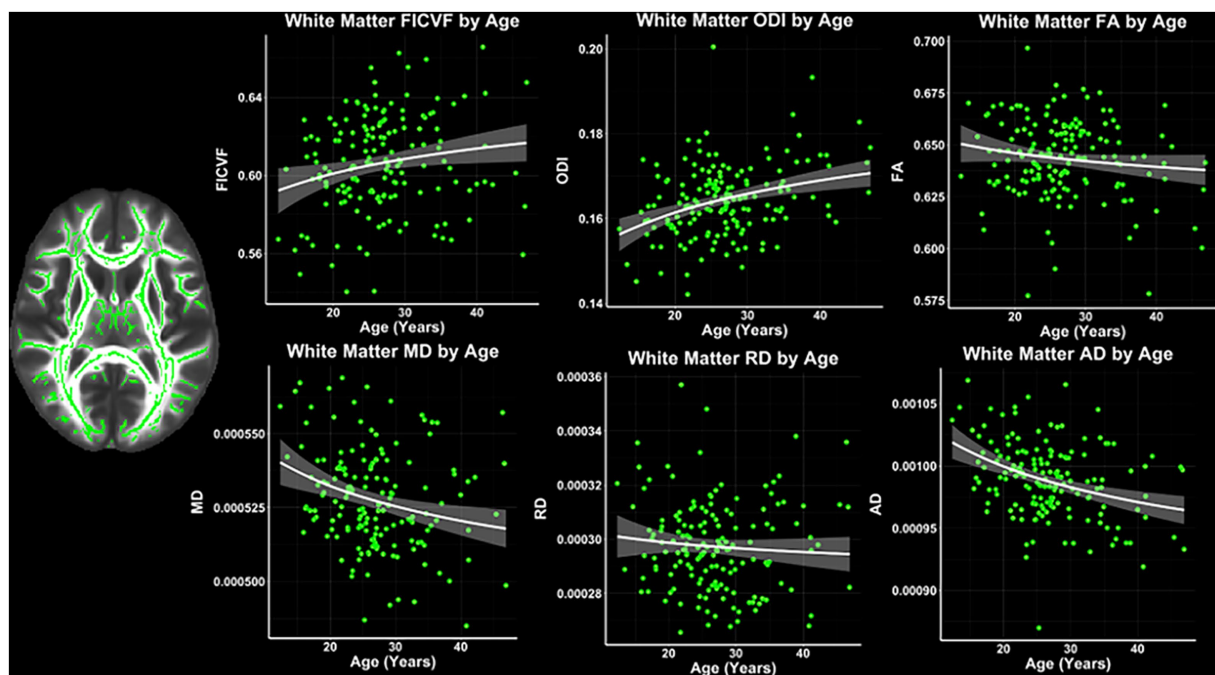 White Matter FICVF by Age
White Matter ODI by Age
White Matter FA by Age
FICVF
0.64
0.60
0.56
20
30
40
Age (Years)
ODI
0.20
0.18
0.16
0.14
20
30
40
Age (Years)
FA
0.700
0.675
0.650
0.625
0.600
0.575
20
30
40
Age (Years)
White Matter MD by Age
White Matter RD by Age
White Matter AD by Age
MD
0.000550
0.000525
0.000500
20
30
40
Age (Years)
RD
0.00036
0.00034
0.00032
0.00030
0.00028
20
30
40
Age (Years)
AD
0.00105
0.00100
0.00095
0.00090
20
30
40
Age (Years)